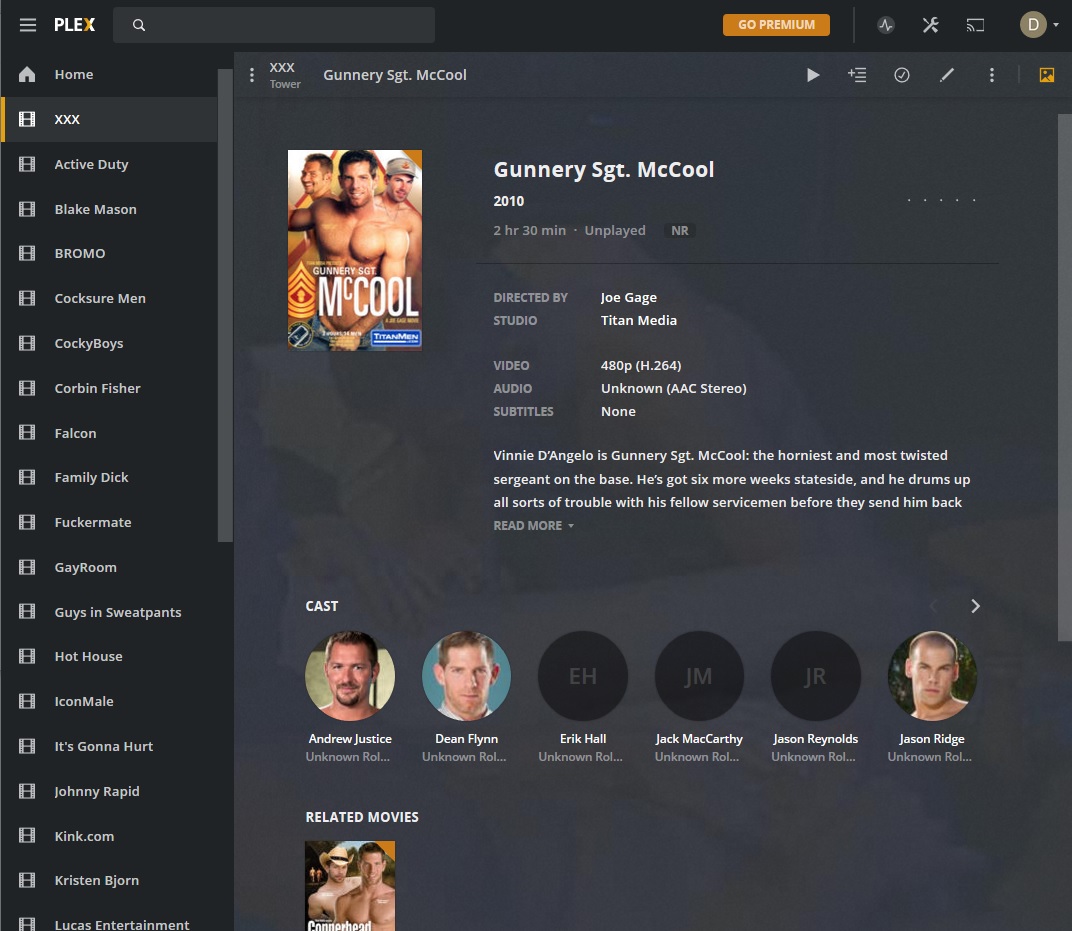 PLEX
GO PREMIUM
D
Home
XXX
Active Duty
Blake Mason
BROMO
Cocksure Men
CockyBoys
Corbin Fisher
Falcon
Family Dick
Fuckermate
GayRoom
Guys in Sweatpants
Hot House
IconMale
It's Gonna Hurt
Johnny Rapid
Kink.com
Kristen Bjorn
Lucas Entertainment
XXX
Tower
Gunnery Sgt. McCool
GUNNERY SGT.
McCOOL
A JOE GAGE MOVIE
TITANMEN
.COM
Gunnery Sgt. McCool
2010
2 hr 30 min · Unplayed NR
DIRECTED BY Joe Gage
STUDIO Titan Media
VIDEO 480p (H.264)
AUDIO Unknown (AAC Stereo)
SUBTITLES None
Vinnie D’Angelo is Gunnery Sgt. McCool: the horniest and most twisted
sergeant on the base. He’s got six more weeks stateside, and he drums up
all sorts of trouble with his fellow servicemen before they send him back
READ MORE
CAST
EH JM JR
Andrew Justice Dean Flynn Erik Hall Jack MacCarthy Jason Reynolds Jason Ridge
Unknown Rol... Unknown Rol... Unknown Rol... Unknown Rol... Unknown Rol... Unknown Rol...
RELATED MOVIES
Copperhead